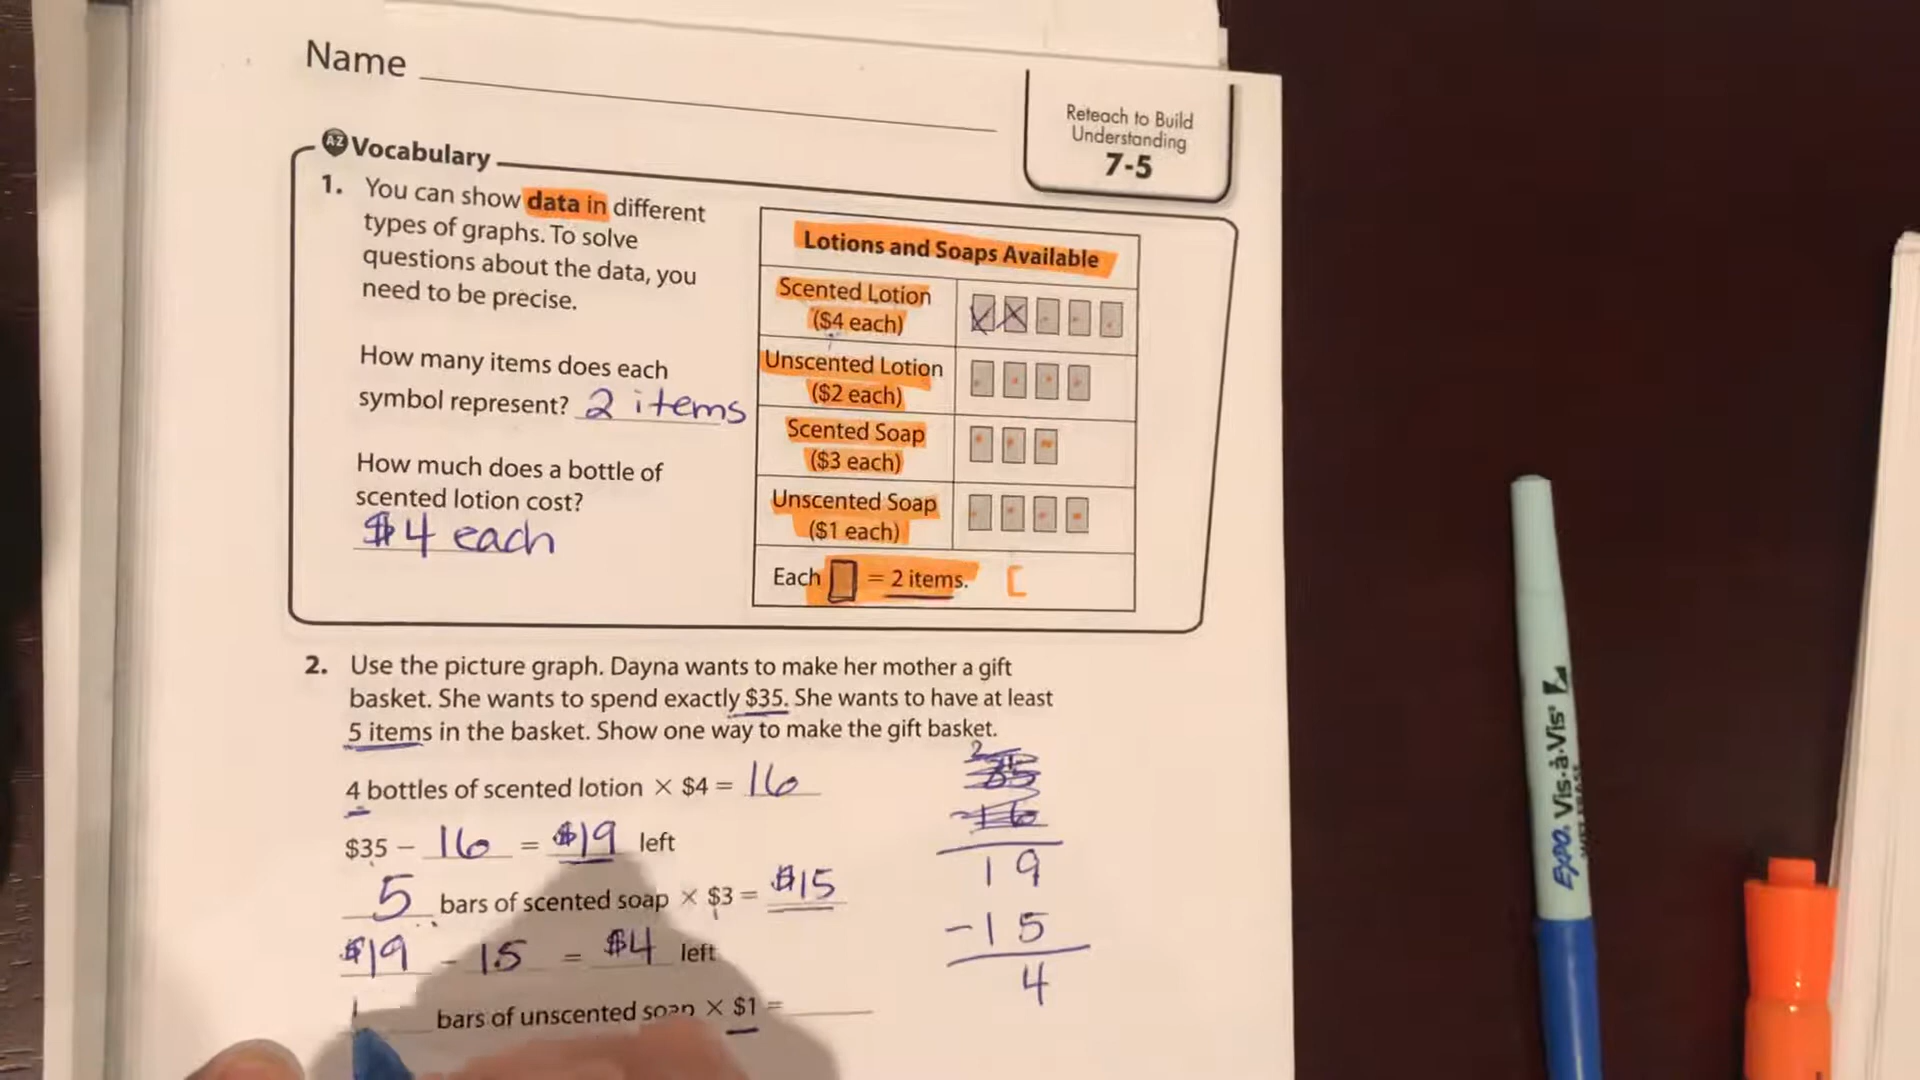 Name
Reteach to Build
Understanding
7-5
AZ Vocabulary
1. You can show data in different
types of graphs. To solve
questions about the data, you
need to be precise.
How many items does each
symbol represent? 2 items
How much does a bottle of
scented lotion cost?
$4 each
Lotions and Soaps Available
Scented Lotion
($4 each)
Unscented Lotion
($2 each)
Scented Soap
($3 each)
Unscented Soap
($1 each)
Each = 2 items.
2. Use the picture graph. Dayna wants to make her mother a gift
basket. She wants to spend exactly $35. She wants to have at least
5 items in the basket. Show one way to make the gift basket.
4 bottles of scented lotion × $4 = 16
$35 − 16 = $19 left
5 bars of scented soap × $3 = $15
$19 - 15 = $4 left
bars of unscented soap × $1 =
2
35
-16
19
-15
4
EXPO. Vis-à-Vis